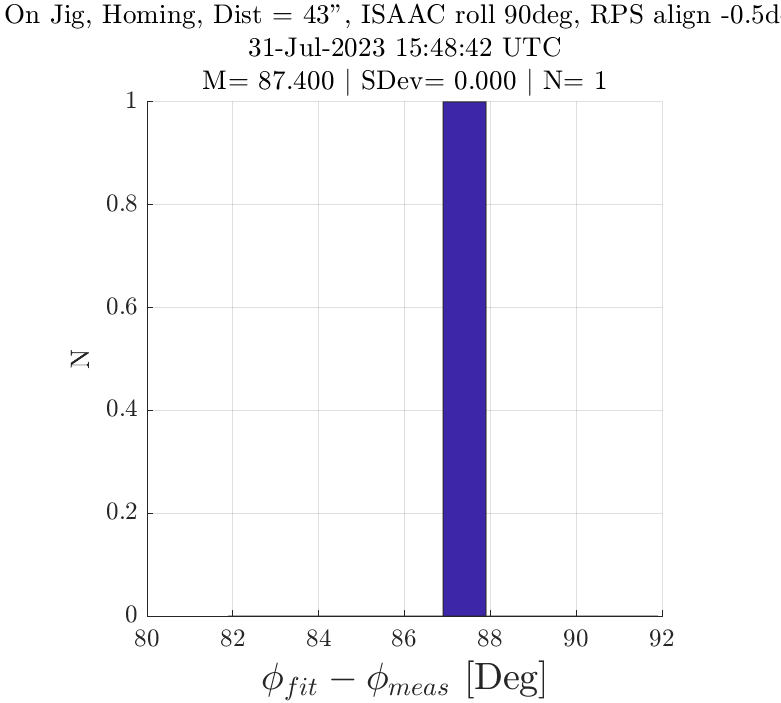 On Jig, Homing, Dist = 43”, ISAAC roll 90deg, RPS align -0.5d
31-Jul-2023 15:48:42 UTC
M= 87.400 | SDev= 0.000 | N= 1
1
0.8
0.6
0.4
0.2
0
N
80 82 84 86 88 90 92
ϕfit − ϕmeas [Deg]